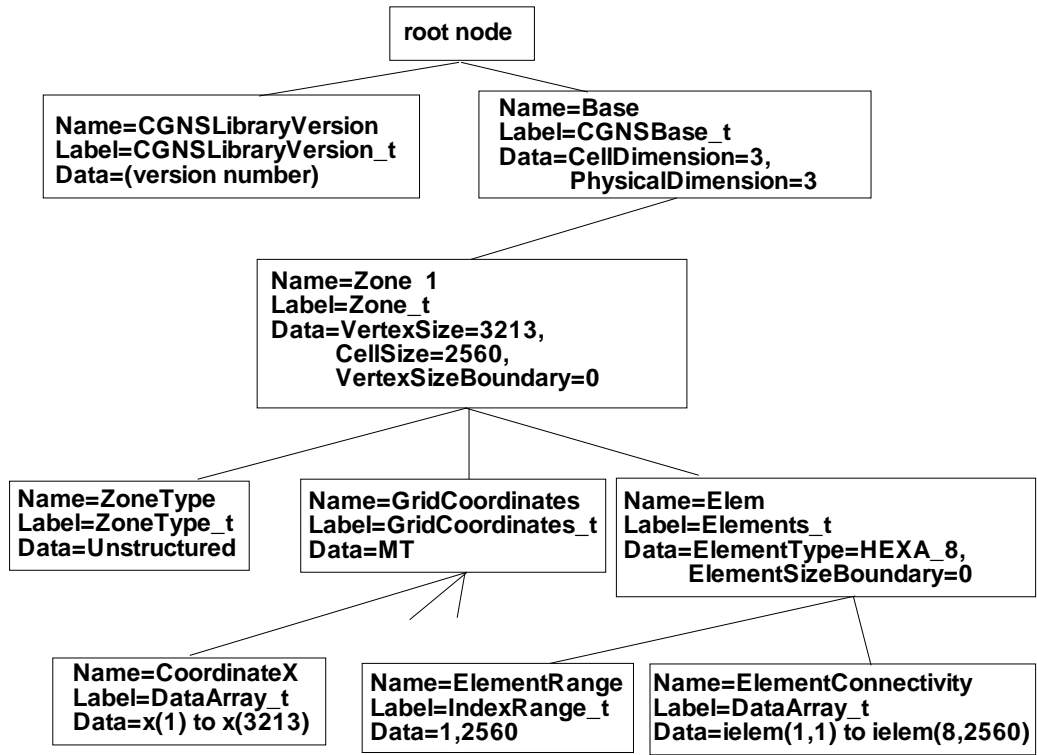 root node
Name=CGNSLibraryVersion
Label=CGNSLibraryVersion_t
Data=(version number)
Name=Base
Label=CGNSBase_t
Data=CellDimension=3,
PhysicalDimension=3
Name=Zone 1
Label=Zone_t
Data=VertexSize=3213,
CellSize=2560,
VertexSizeBoundary=0
Name=ZoneType
Label=ZoneType_t
Data=Unstructured
Name=GridCoordinates
Label=GridCoordinates_t
Data=MT
Name=Elem
Label=Elements_t
Data=ElementType=HEXA_8,
ElementSizeBoundary=0
Name=CoordinateX
Label=DataArray_t
Data=x(1) to x(3213)
Name=ElementRange
Label=IndexRange_t
Data=1,2560
Name=ElementConnectivity
Label=DataArray_t
Data=ielem(1,1) to ielem(8,2560)